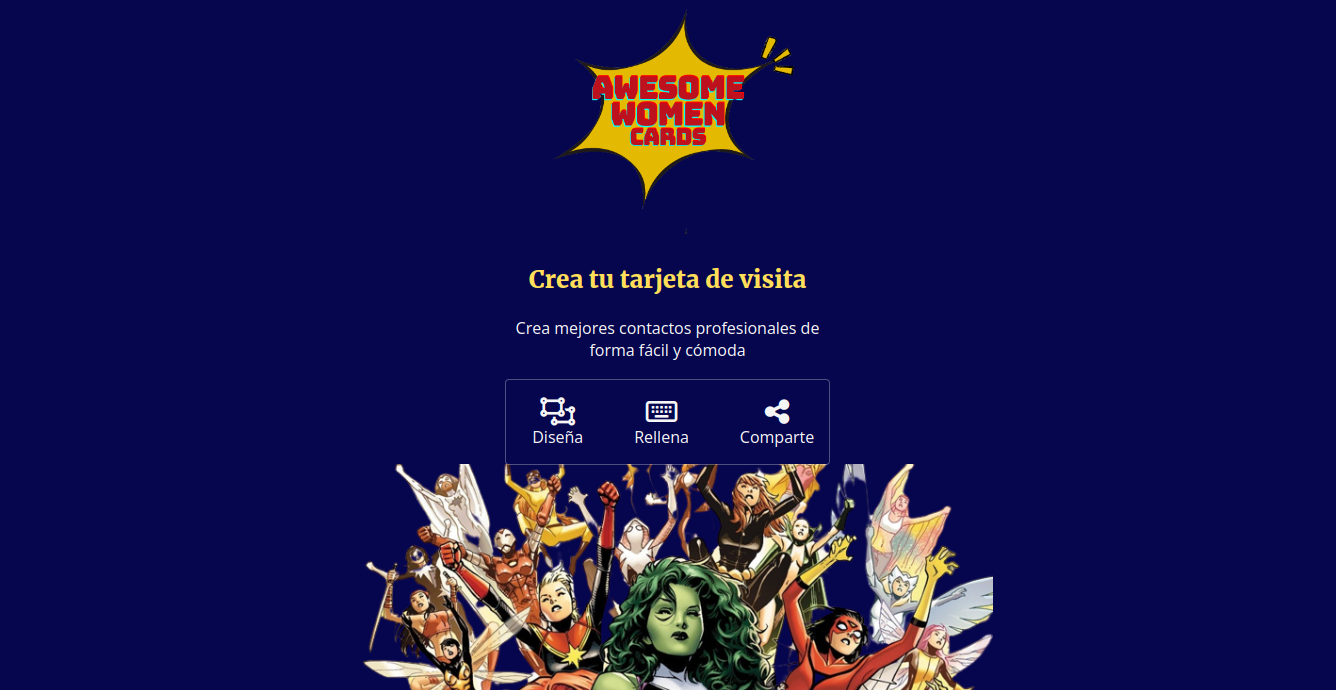 AWESOME
WOMEN
CARDS
Crea tu tarjeta de visita
Crea mejores contactos profesionales de
forma fácil y cómoda
Diseña
Rellena
Comparte